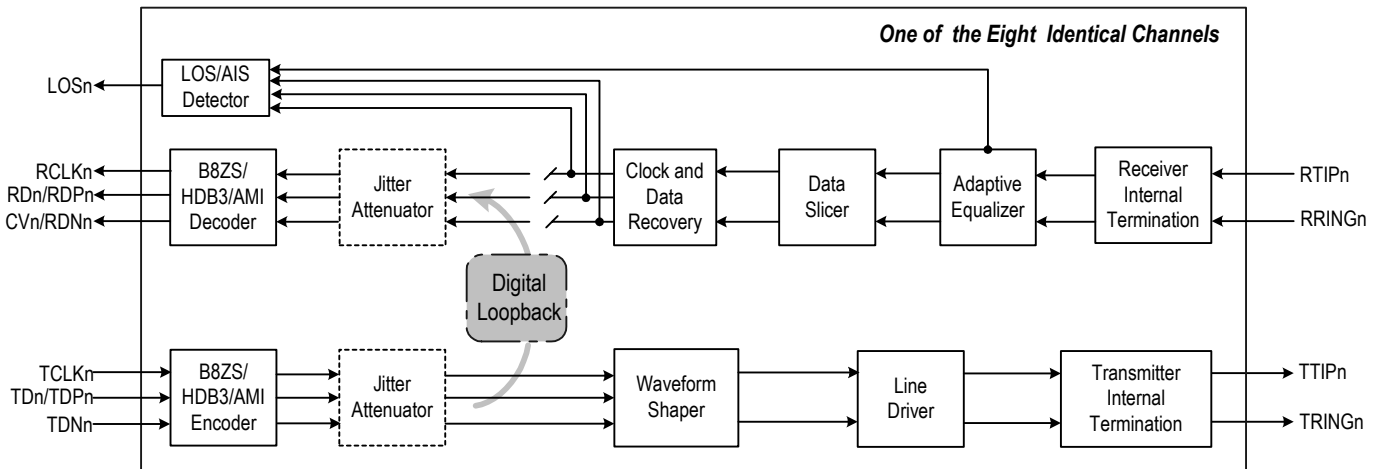 One of the Eight Identical Channels
LOSn
LOS/AIS
Detector
RCLKn
RDn/RDPn
CVn/RDNn
B8ZS/
HDB3/AMI
Decoder
Jitter
Attenuator
Clock and
Data
Recovery
Data
Slicer
Adaptive
Equalizer
Receiver
Internal
Termination
RTIPn
RRINGn
Digital
Loopback
TCLKn
TDn/TDPn
TDNn
B8ZS/
HDB3/AMI
Encoder
Jitter
Attenuator
Waveform
Shaper
Line
Driver
Transmitter
Internal
Termination
TTIPn
TRINGn